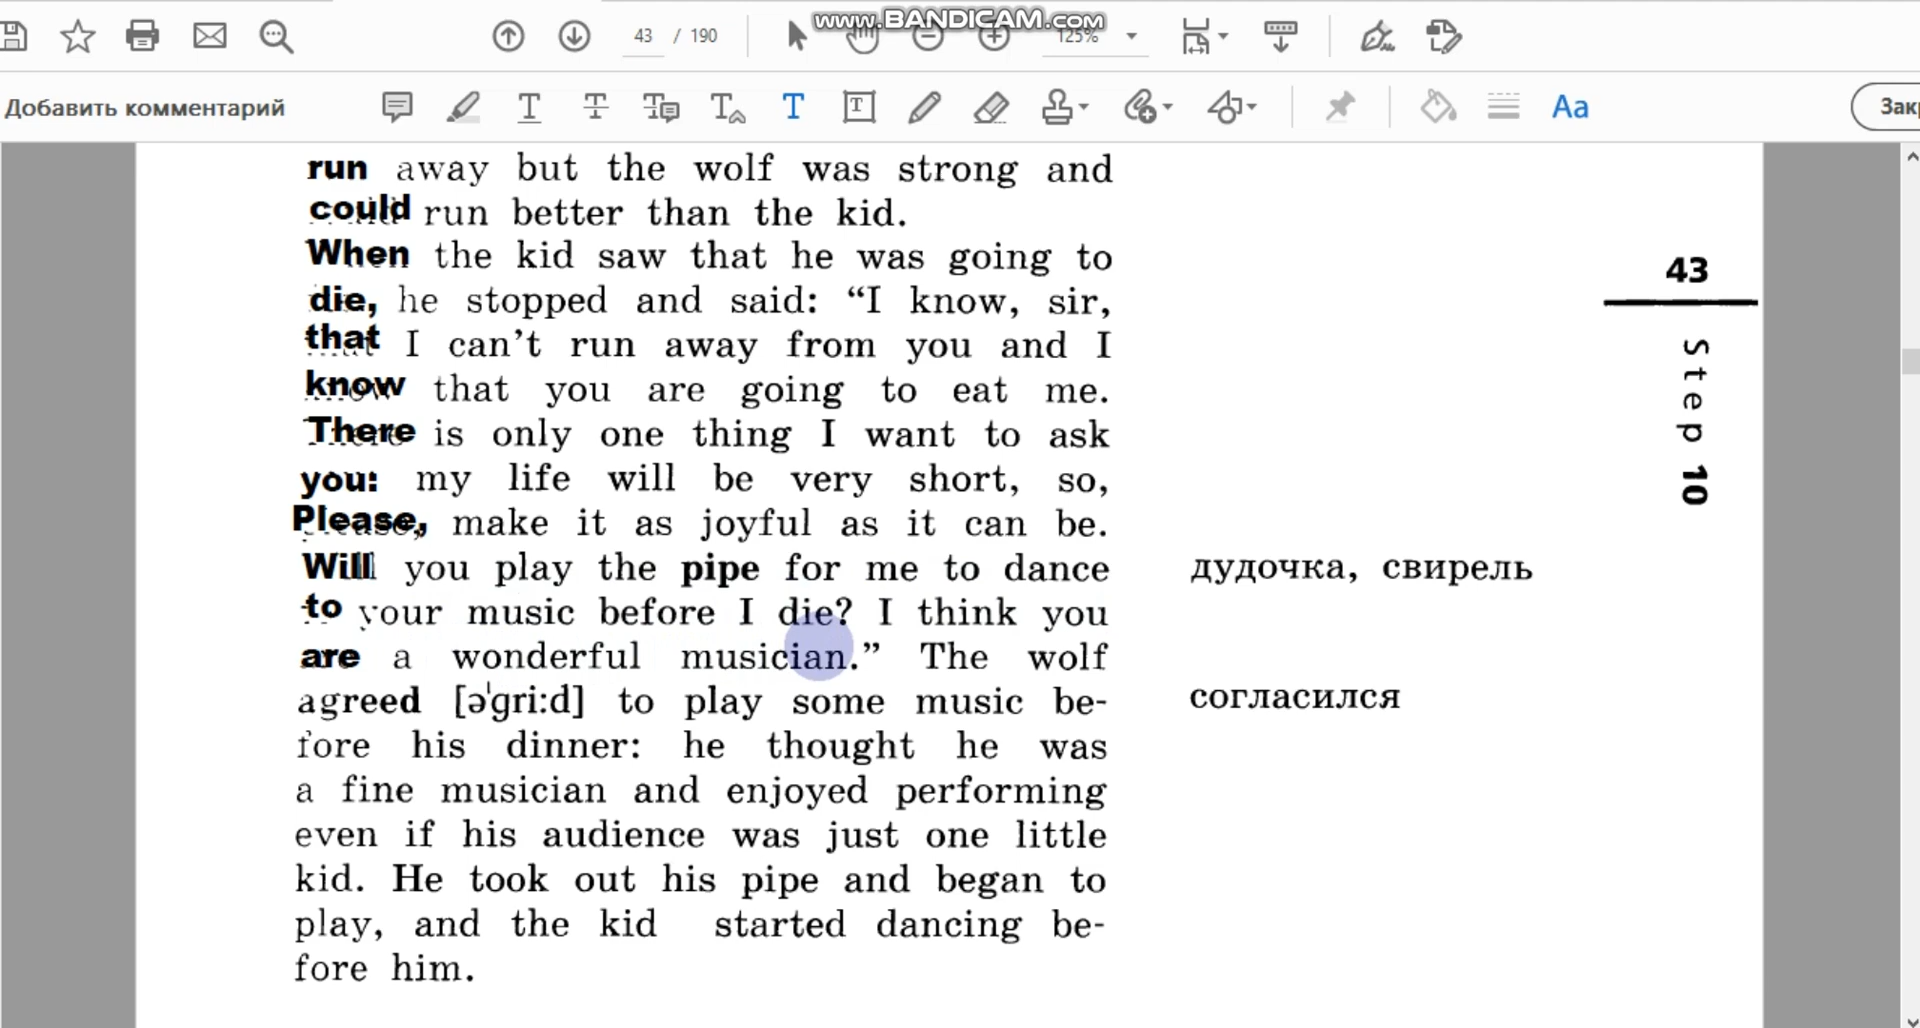 www.BANDICAM.com
43 / 190
125%
Добавить комментарий
Aa
run away but the wolf was strong and
could run better than the kid.
When the kid saw that he was going to
die, he stopped and said: “I know, sir,
that I can’t run away from you and I
know that you are going to eat me.
There is only one thing I want to ask
you: my life will be very short, so,
Please, make it as joyful as it can be.
Will you play the pipe for me to dance
to your music before I die? I think you
are a wonderful musician.” The wolf
agreed [əˈgri:d] to play some music be-
fore his dinner: he thought he was
a fine musician and enjoyed performing
even if his audience was just one little
kid. He took out his pipe and began to
play, and the kid started dancing be-
fore him.
дудочка, свирель
согласился
43
Step 10